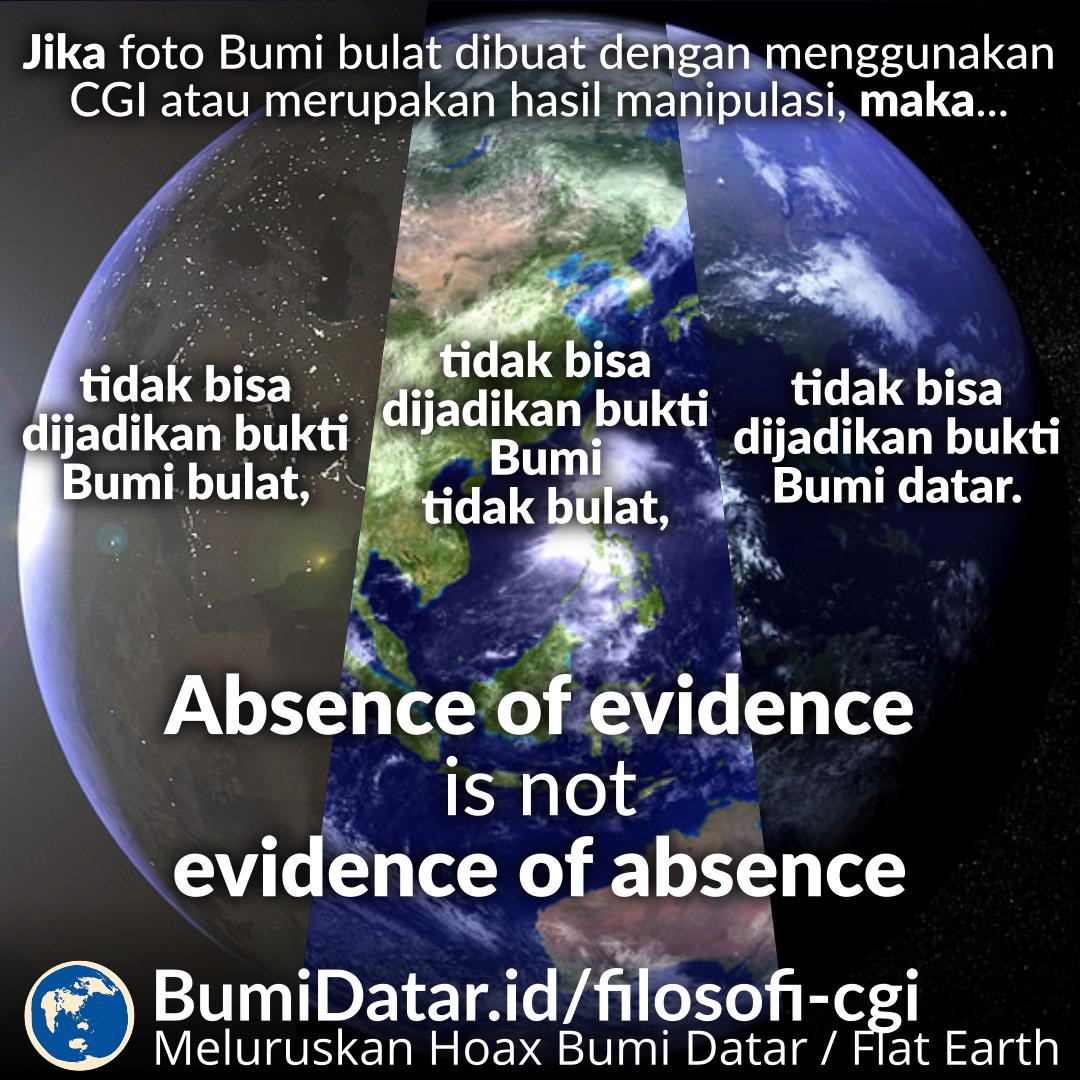 Jika foto Bumi bulat dibuat dengan menggunakan
CGI atau merupakan hasil manipulasi, maka...
tidak bisa
dijadikan bukti
Bumi bulat,
tidak bisa
dijadikan bukti
Bumi
tidak bulat,
tidak bisa
dijadikan bukti
Bumi datar.
Absence of evidence
is not
evidence of absence
BumiDatar.id/filosofi-cgi
Meluruskan Hoax Bumi Datar / Flat Earth